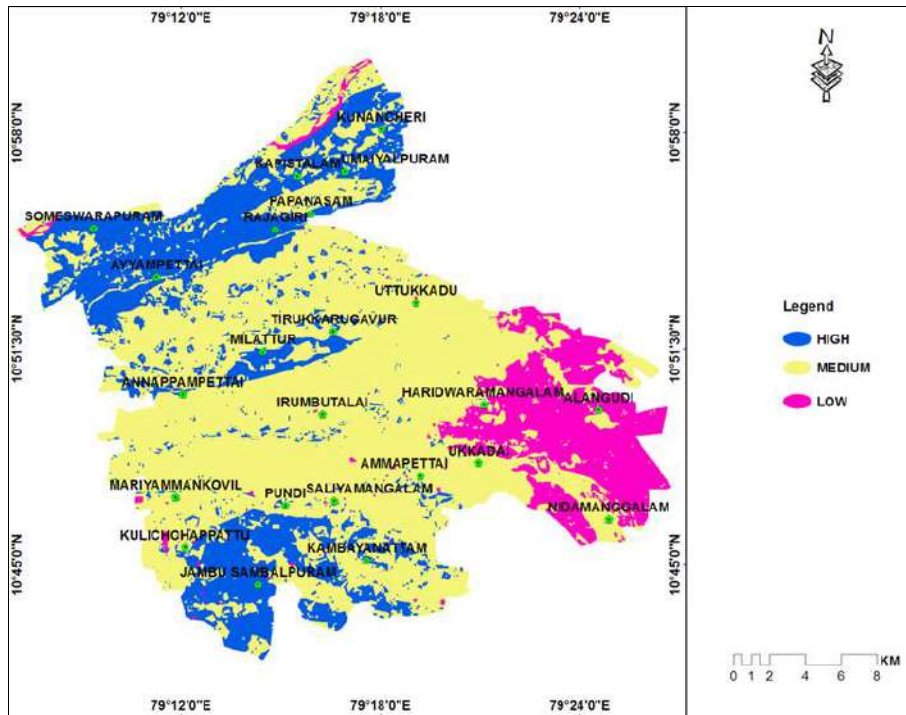 79°12'0"E 79°18'0"E 79°24'0"E
N
10°58'0"N 10°58'0"N
KUNANCHERI
KAPISTALAM UMAIYALPURAM
PAPANASAM
SOMESWARAPURAM RAJAGIRI
AYYAMPETTAI
UTTUKKADU
TIRUKKARUGAVUR
MILATTUR
10°51'30"N 10°51'30"N
ANNAPPAMPETTAI
HARIDWARAMANGALAM ALANGUDI
IRUMBUTALAI
UKKADAI
AMMAPETTAI
MARIYAMMANKOVIL PUNDI SALIYAMANGALAM
NIDAMANGGALAM
KULICHCHAPPATTU
KAMBAYANATTAM
10°45'0"N 10°45'0"N
JAMBU SAMBALPURAM
79°12'0"E 79°18'0"E 79°24'0"E
Legend
HIGH
MEDIUM
LOW
KM
0 1 2 4 6 8